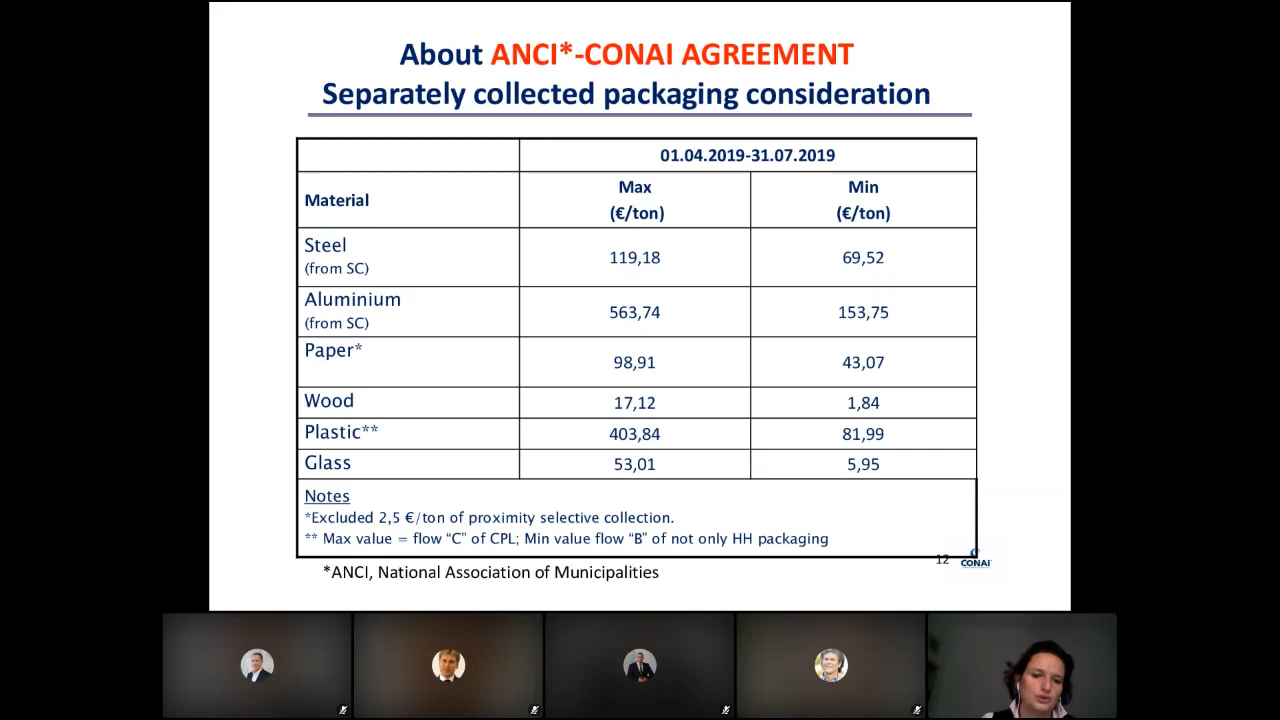 About ANCI*-CONAI AGREEMENT
Separately collected packaging consideration
01.04.2019-31.07.2019
Material
Max
(€/ton)
Min
(€/ton)
Steel
(from SC)
119,18
69,52
Aluminium
(from SC)
563,74
153,75
Paper*
98,91
43,07
Wood
17,12
1,84
Plastic**
403,84
81,99
Glass
53,01
5,95
Notes
*Excluded 2,5 €/ton of proximity selective collection.
** Max value = flow “C” of CPL; Min value flow “B” of not only HH packaging
12
CONAI
*ANCI, National Association of Municipalities